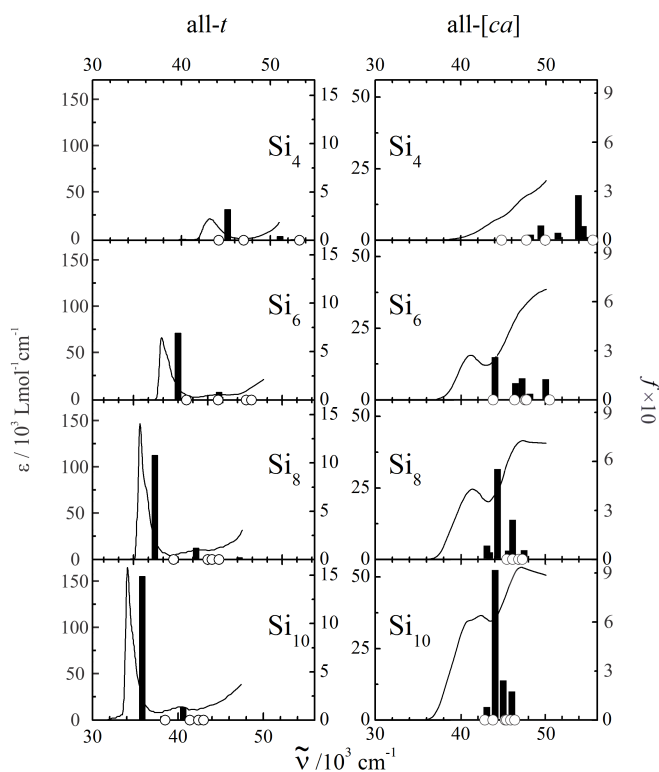 all-t all-[ca]
30 40 50 30 40 50
150 100 50 0 Si4 15 10 5 0 50 25 0 Si4 9 6 3 0
150 100 50 0 Si6 15 10 5 0 50 25 0 Si6 9 6 3 0
150 100 50 0 Si8 15 10 5 0 50 25 0 Si8 9 6 3 0
150 100 50 0 Si10 15 10 5 0 50 25 0 Si10 9 6 3 0
30 40 50 30 40 50
ε / 10³ Lmol⁻¹cm⁻¹
f×10
ν̃ /10³ cm⁻¹